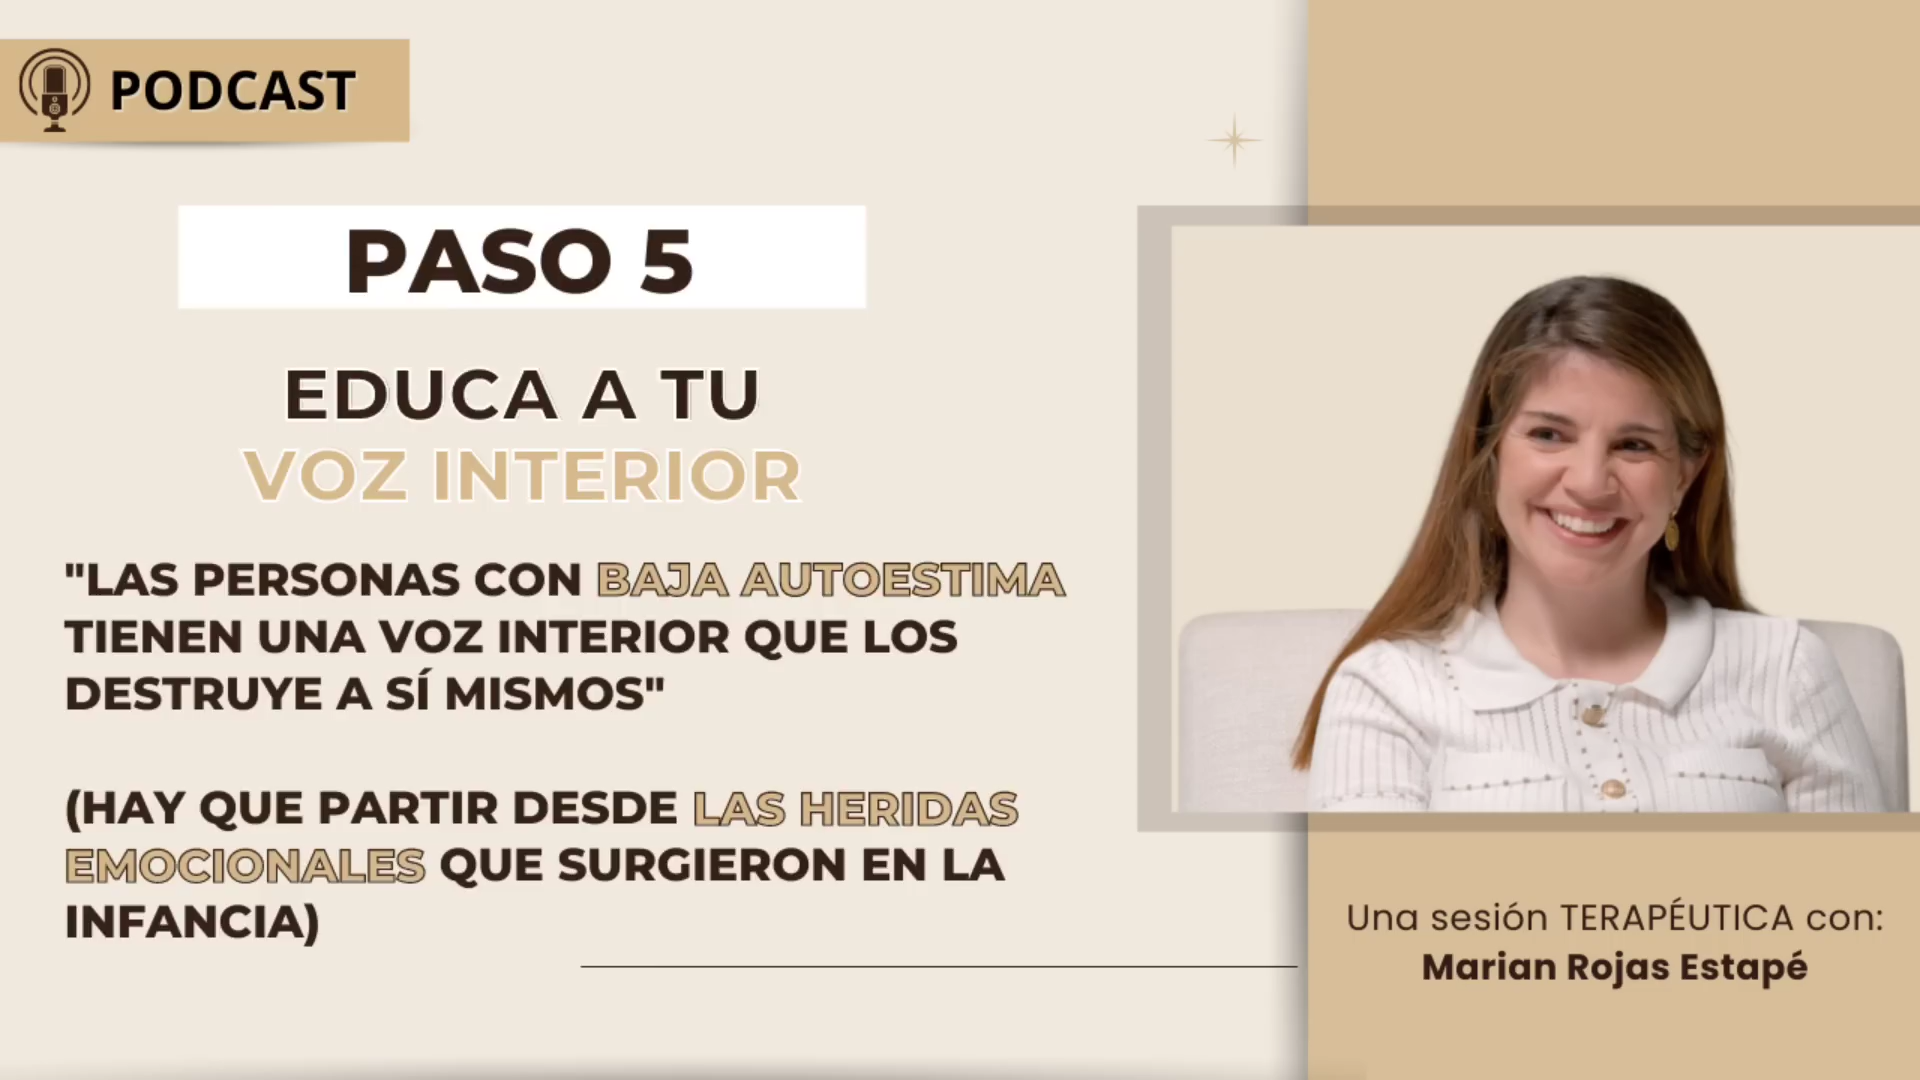 PODCAST
PASO 5
EDUCA A TU
VOZ INTERIOR
"LAS PERSONAS CON BAJA AUTOESTIMA
TIENEN UNA VOZ INTERIOR QUE LOS
DESTRUYE A SÍ MISMOS"
(HAY QUE PARTIR DESDE LAS HERIDAS
EMOCIONALES QUE SURGIERON EN LA
INFANCIA)
Una sesión TERAPÉUTICA con:
Marian Rojas Estapé